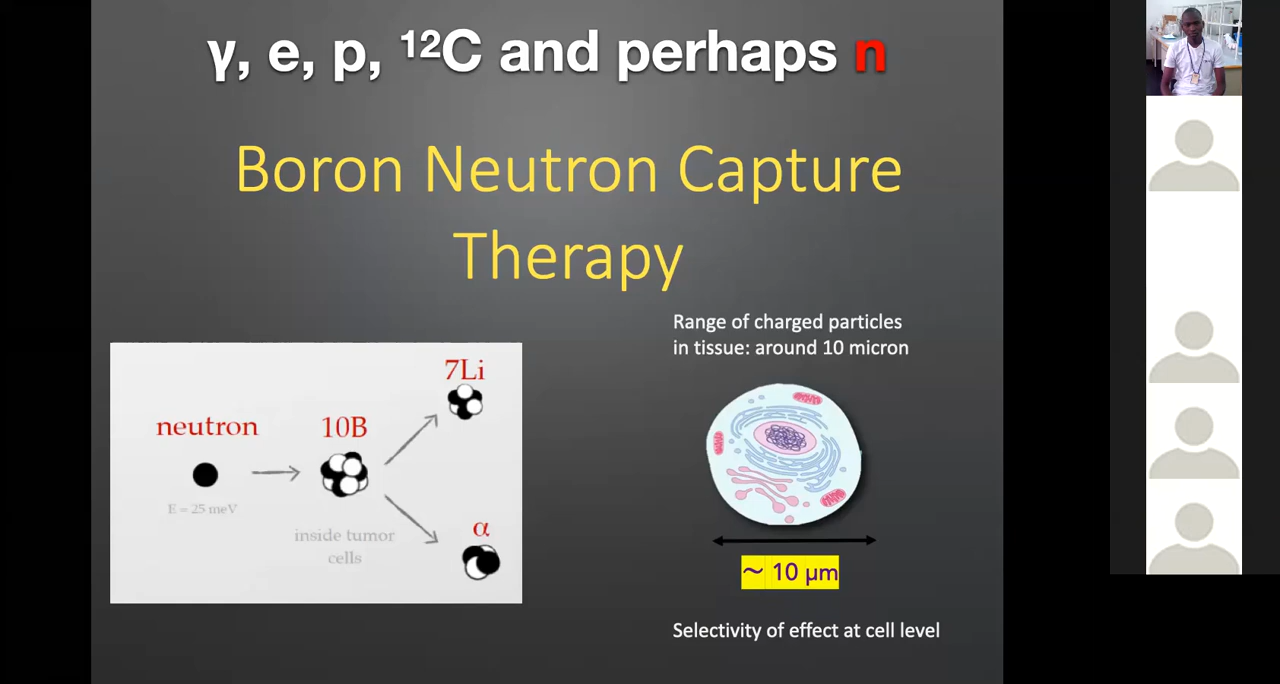 γ, e, p, ¹²C and perhaps n
Boron Neutron Capture
Therapy
Range of charged particles
in tissue: around 10 micron
7Li
neutron
10B
E = 25 meV
inside tumor
cells
α
~ 10 μm
Selectivity of effect at cell level